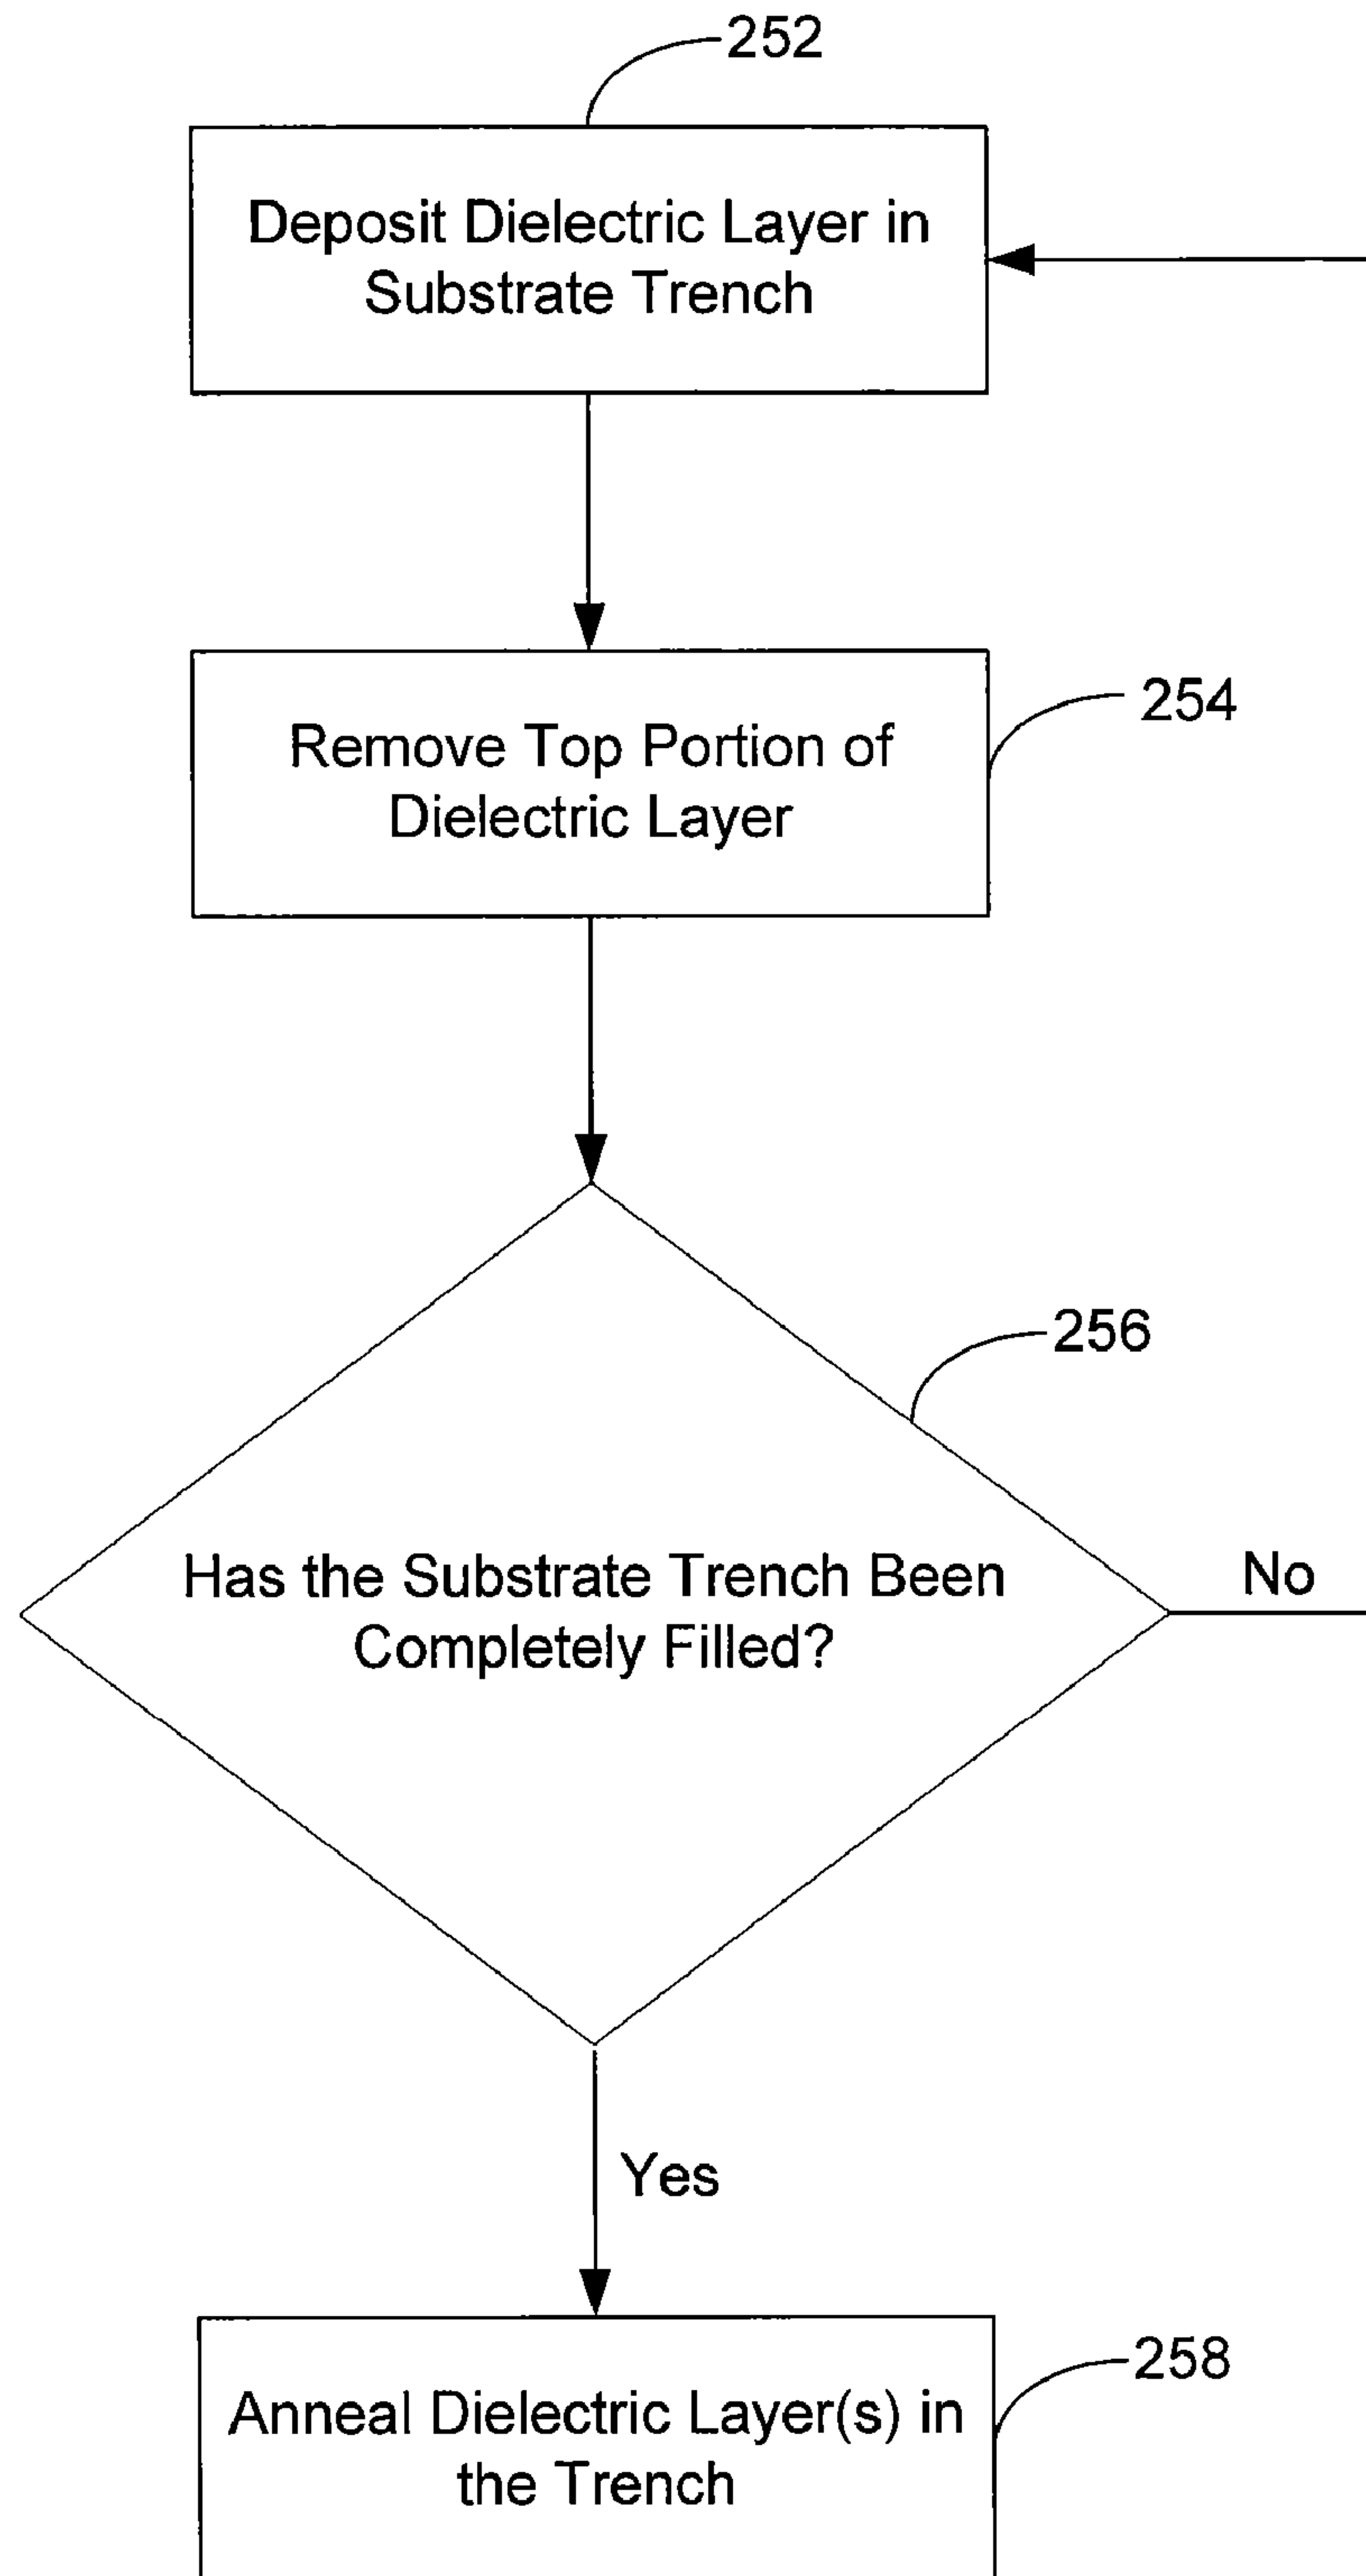 252
Deposit Dielectric Layer in
Substrate Trench
Remove Top Portion of
Dielectric Layer
254
256
Has the Substrate Trench Been
Completely Filled?
No
Yes
258
Anneal Dielectric Layer(s) in
the Trench